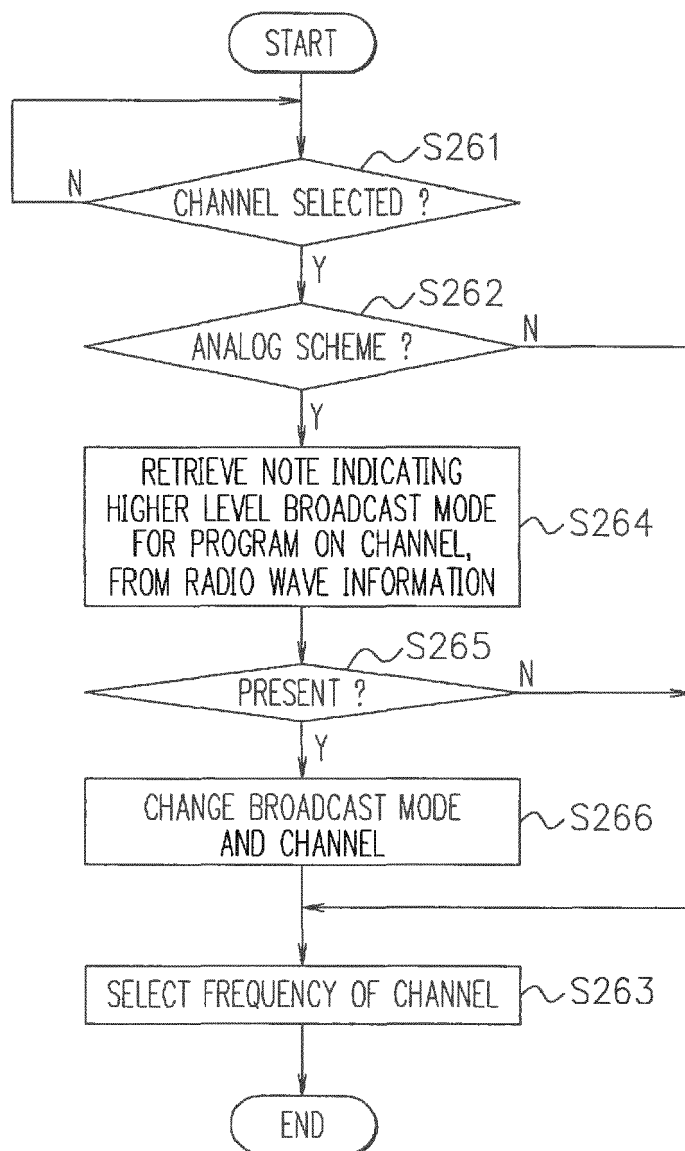 START
S261
N
CHANNEL SELECTED ?
Y
S262
N
ANALOG SCHEME ?
Y
RETRIEVE NOTE INDICATING
HIGHER LEVEL BROADCAST MODE
FOR PROGRAM ON CHANNEL,
FROM RADIO WAVE INFORMATION
S264
S265
N
PRESENT ?
Y
CHANGE BROADCAST MODE
AND CHANNEL
S266
SELECT FREQUENCY OF CHANNEL
S263
END